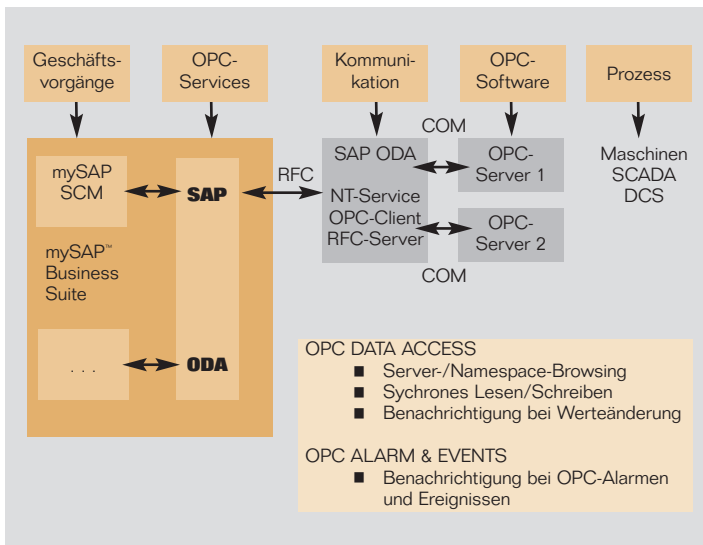 Geschäfts-
vorgänge
OPC-
Services
Kommuni-
kation
OPC-
Software
Prozess
mySAP
SCM
SAP
RFC
COM
SAP ODA
NT-Service
OPC-Client
RFC-Server
OPC-
Server 1
OPC-
Server 2
COM
Maschinen
SCADA
DCS
mySAP™
Business
Suite
. . .
ODA
OPC DATA ACCESS
■ Server-/Namespace-Browsing
■ Sychrones Lesen/Schreiben
■ Benachrichtigung bei Werteänderung
OPC ALARM & EVENTS
■ Benachrichtigung bei OPC-Alarmen
und Ereignissen